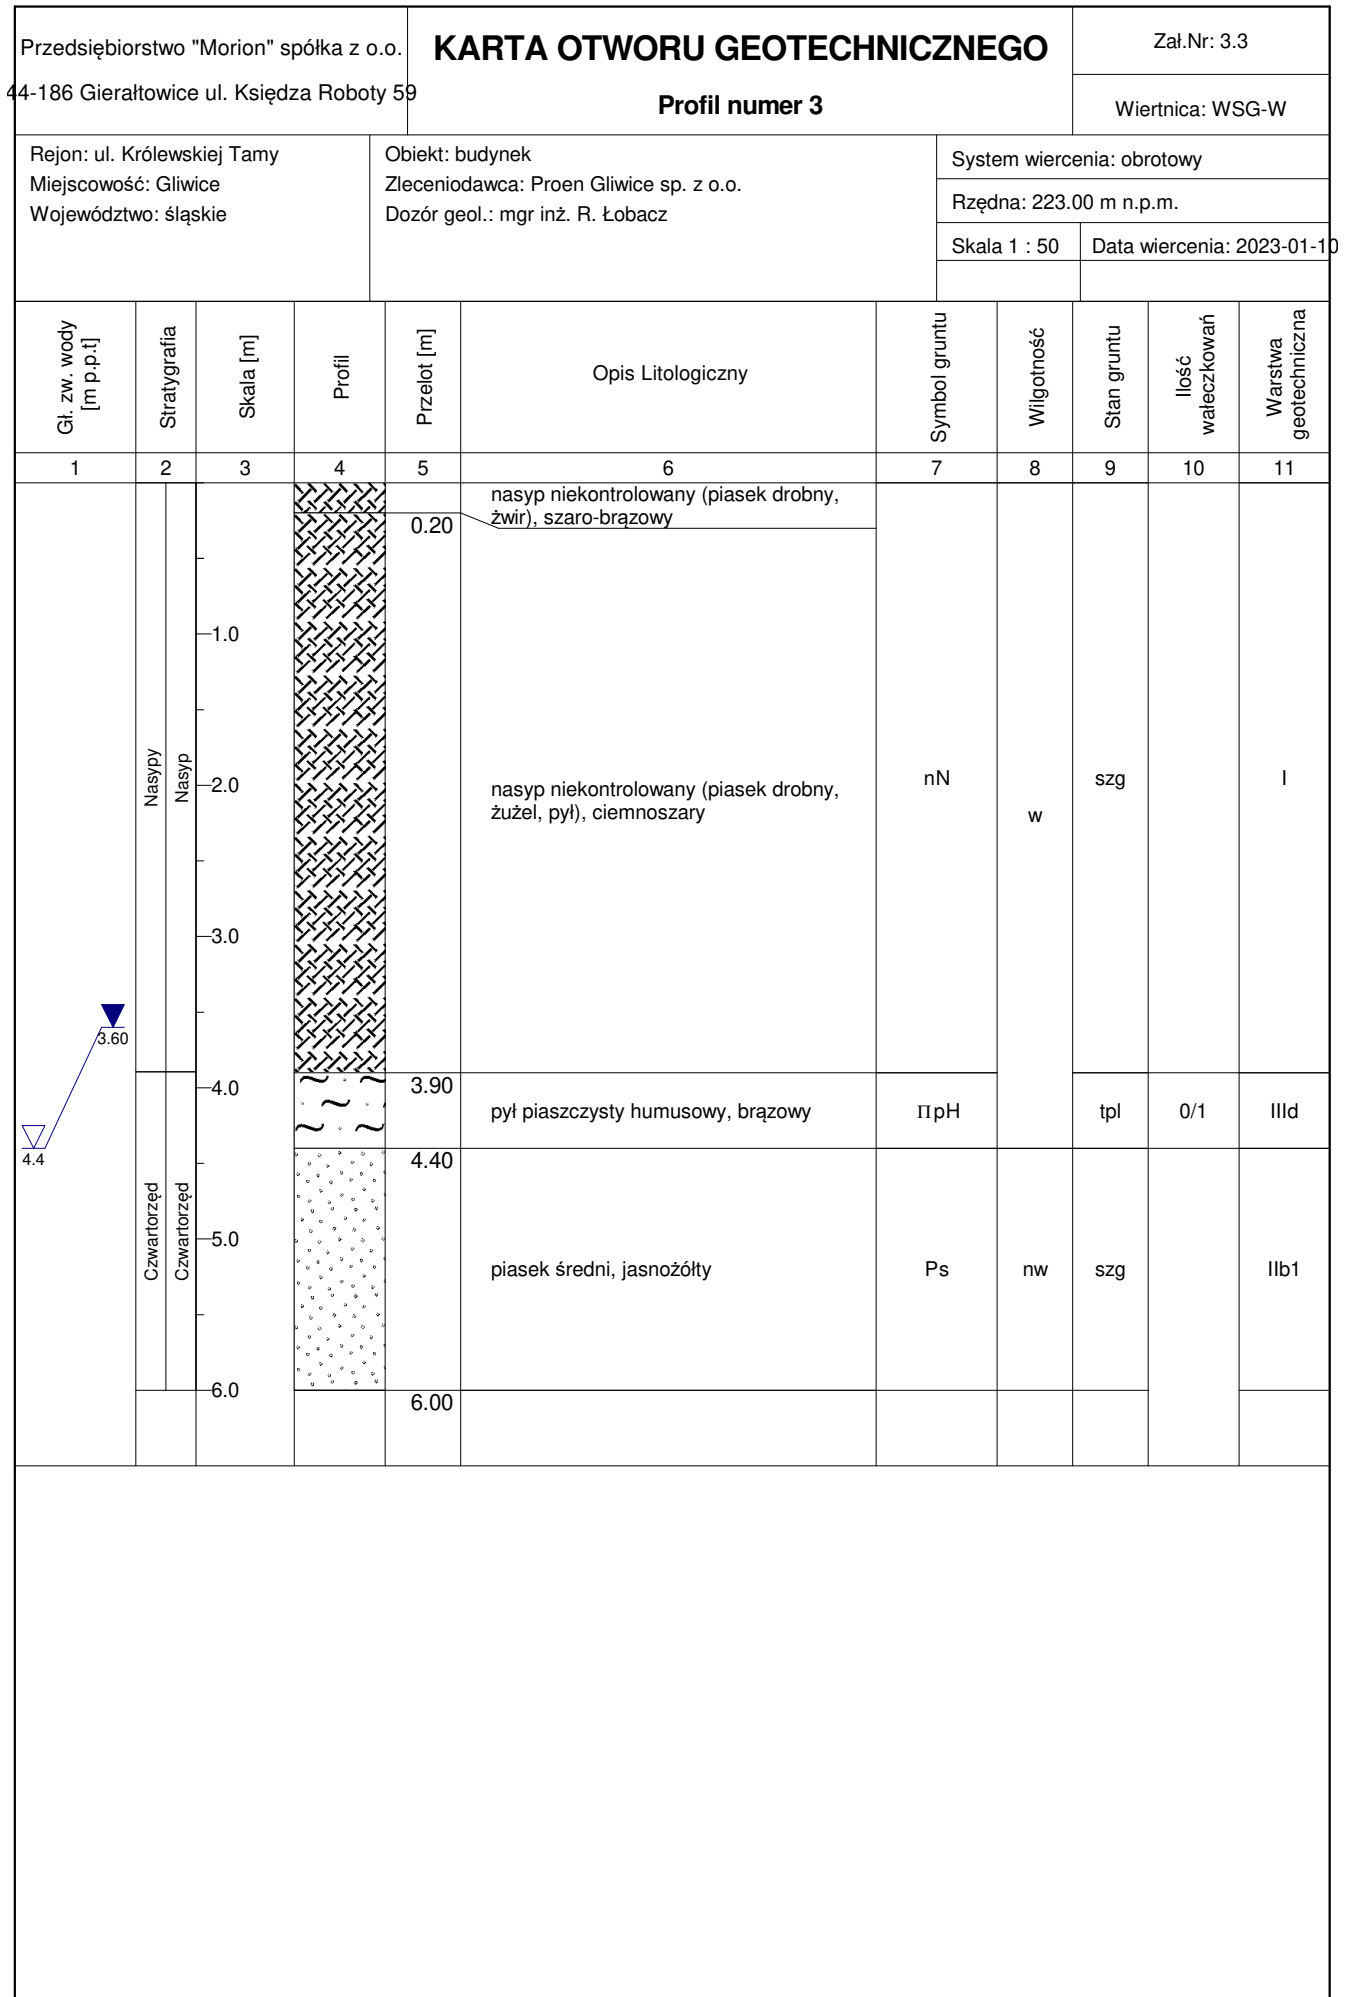 Przedsiębiorstwo "Morion" spółka z o.o.
44-186 Gierałtowice ul. Księdza Roboty 59
KARTA OTWORU GEOTECHNICZNEGO
Profil numer 3
Zał.Nr: 3.3
Wiertnica: WSG-W
Rejon: ul. Królewskiej Tamy
Miejscowość: Gliwice
Województwo: śląskie
Obiekt: budynek
Zleceniodawca: Proen Gliwice sp. z o.o.
Dozór geol.: mgr inż. R. Łobacz
System wiercenia: obrotowy
Rzędna: 223.00 m n.p.m.
Skala 1 : 50
Data wiercenia: 2023-01-10
Gł. zw. wody
[m p.p.t]
Stratygrafia
Skala [m]
Profil
Przelot [m]
Opis Litologiczny
Symbol gruntu
Wilgotność
Stan gruntu
Ilość
wałeczkowań
Warstwa
geotechniczna
1 2 3 4 5 6 7 8 9 10 11
nasyp niekontrolowany (piasek drobny,
żwir), szaro-brązowy
0.20
1.0
Nasypy
Nasyp
2.0
nasyp niekontrolowany (piasek drobny,
żużel, pył), ciemnoszary
nN
w
szg
I
3.0
3.60
4.0
3.90
pył piaszczysty humusowy, brązowy
ΠpH
tpl
0/1
IIId
4.4
4.40
Czwartorzęd
Czwartorzęd
5.0
piasek średni, jasnożółty
Ps
nw
szg
IIb1
6.0
6.00